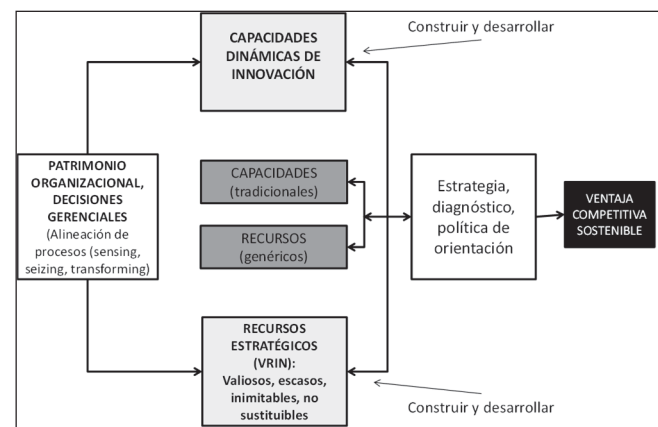 Construir y desarrollar
CAPACIDADES
DINÁMICAS DE
INNOVACIÓN
PATRIMONIO
ORGANIZACIONAL,
DECISIONES
GERENCIALES
(Alineación de
procesos (sensing,
seizing, transforming)
CAPACIDADES
(tradicionales)
RECURSOS
(genéricos)
Estrategia,
diagnóstico,
política de
orientación
VENTAJA
COMPETITIVA
SOSTENIBLE
RECURSOS
ESTRATÉGICOS
(VRIN):
Valiosos, escasos,
inimitables, no
sustituibles
Construir y desarrollar